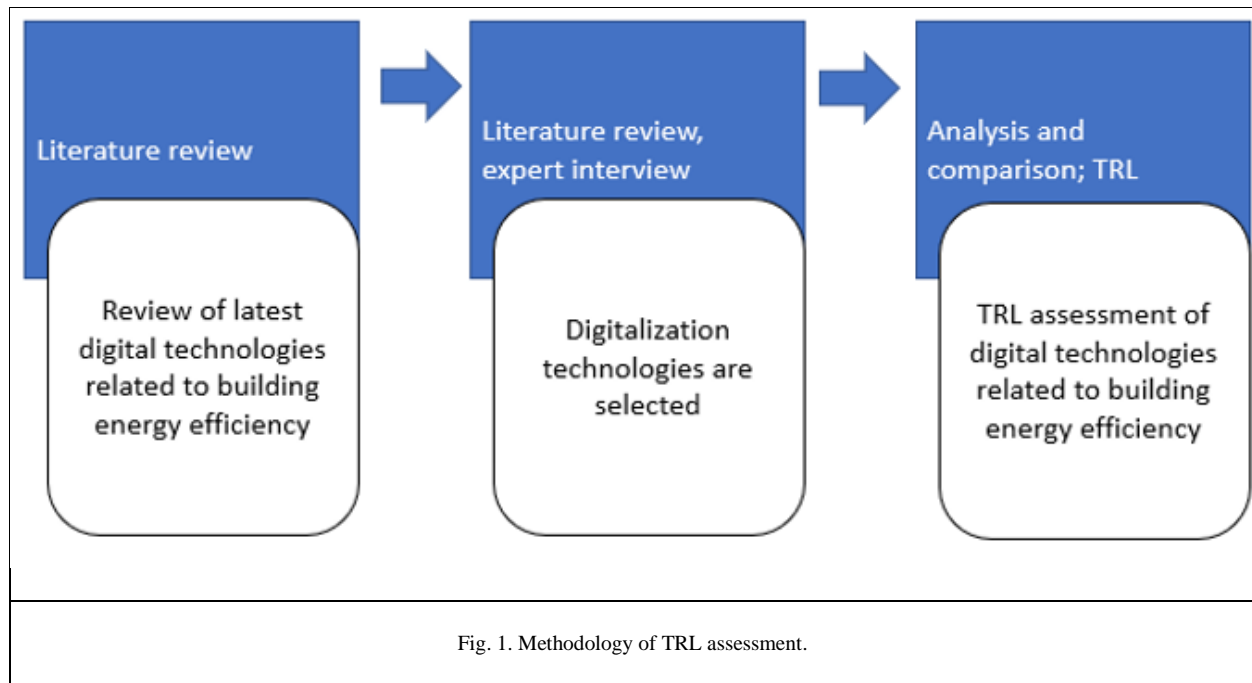 Literature review
Review of latest
digital technologies
related to building
energy efficiency
Literature review,
expert interview
Digitalization
technologies are
selected
Analysis and
comparison; TRL
TRL assessment of
digital technologies
related to building
energy efficiency
Fig. 1. Methodology of TRL assessment.